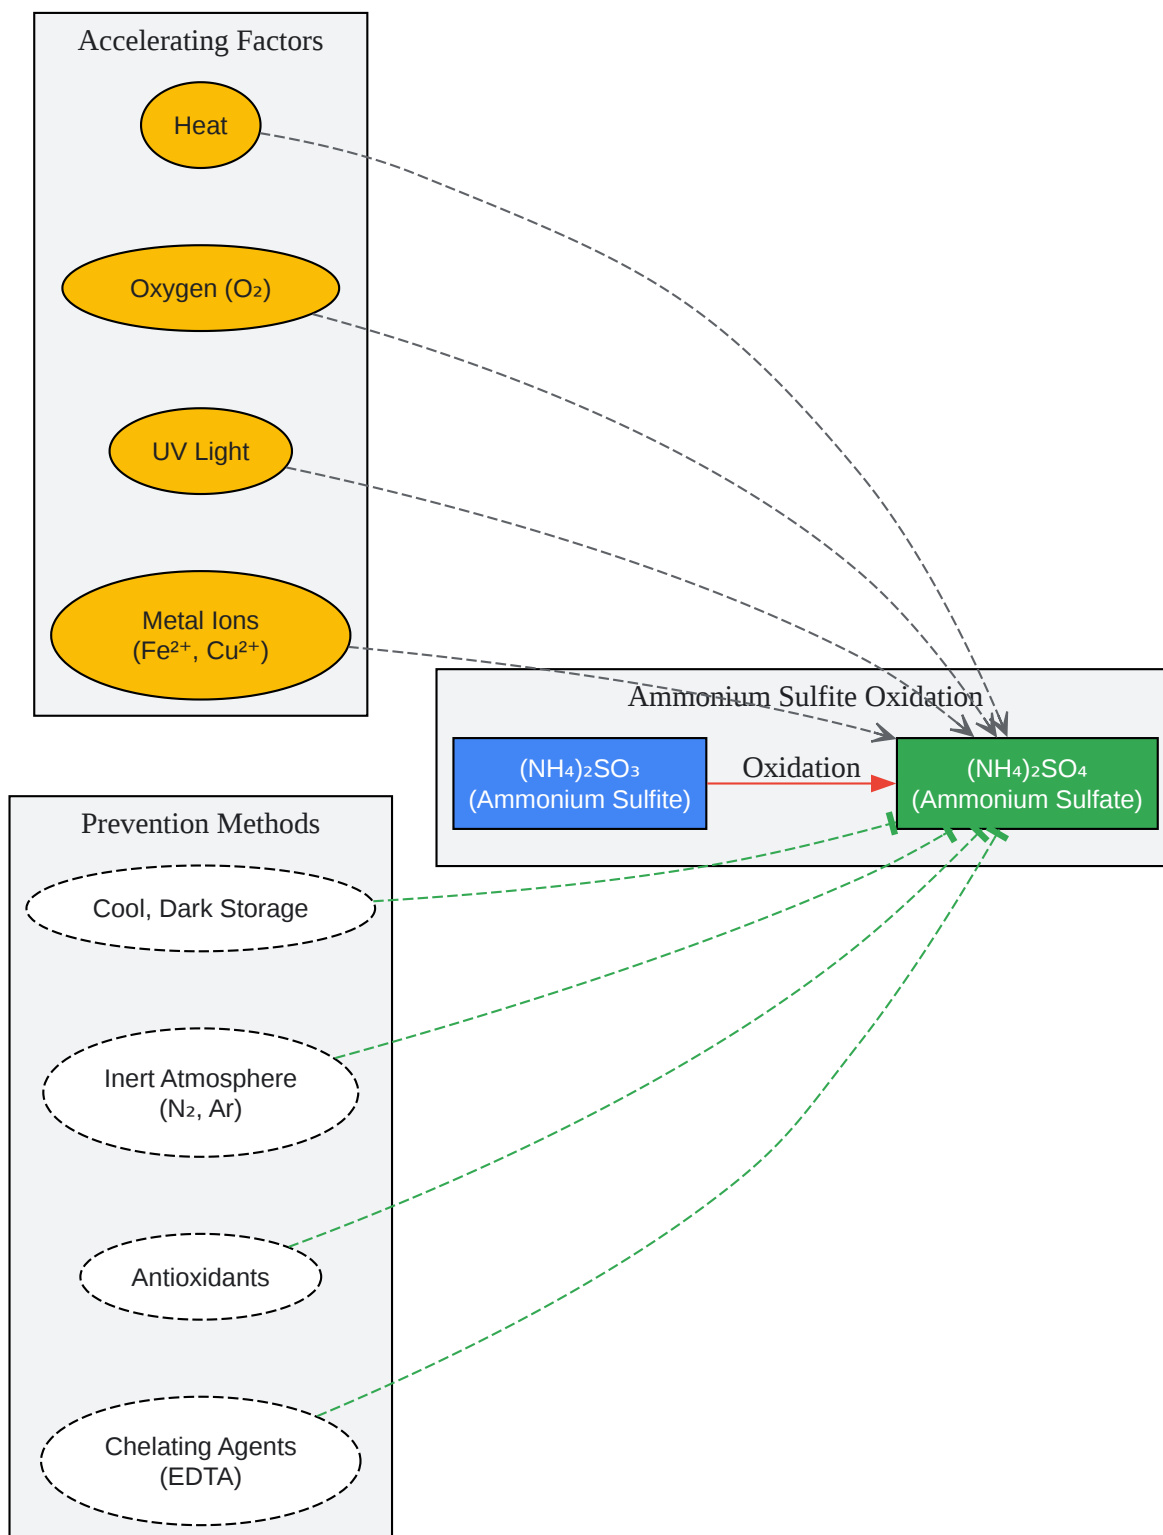 Accelerating Factors
Heat
Oxygen (O₂)
UV Light
Metal Ions
(Fe²⁺, Cu²⁺)
Ammonium Sulfite Oxidation
(NH₄)₂SO₃
(Ammonium Sulfite)
Oxidation
(NH₄)₂SO₄
(Ammonium Sulfate)
Prevention Methods
Cool, Dark Storage
Inert Atmosphere
(N₂, Ar)
Antioxidants
Chelating Agents
(EDTA)